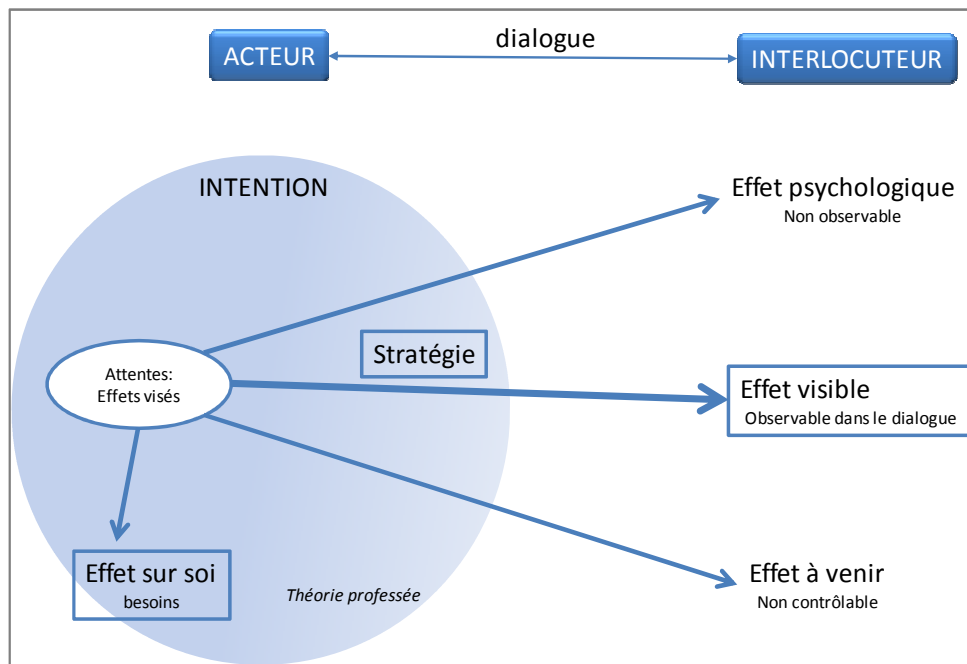 dialogue
ACTEUR
INTERLOCUTEUR
INTENTION
Effet psychologique
Non observable
Stratégie
Attentes:
Effets visés
Effet visible
Observable dans le dialogue
Effet sur soi
besoins
Théorie professée
Effet à venir
Non contrôlable